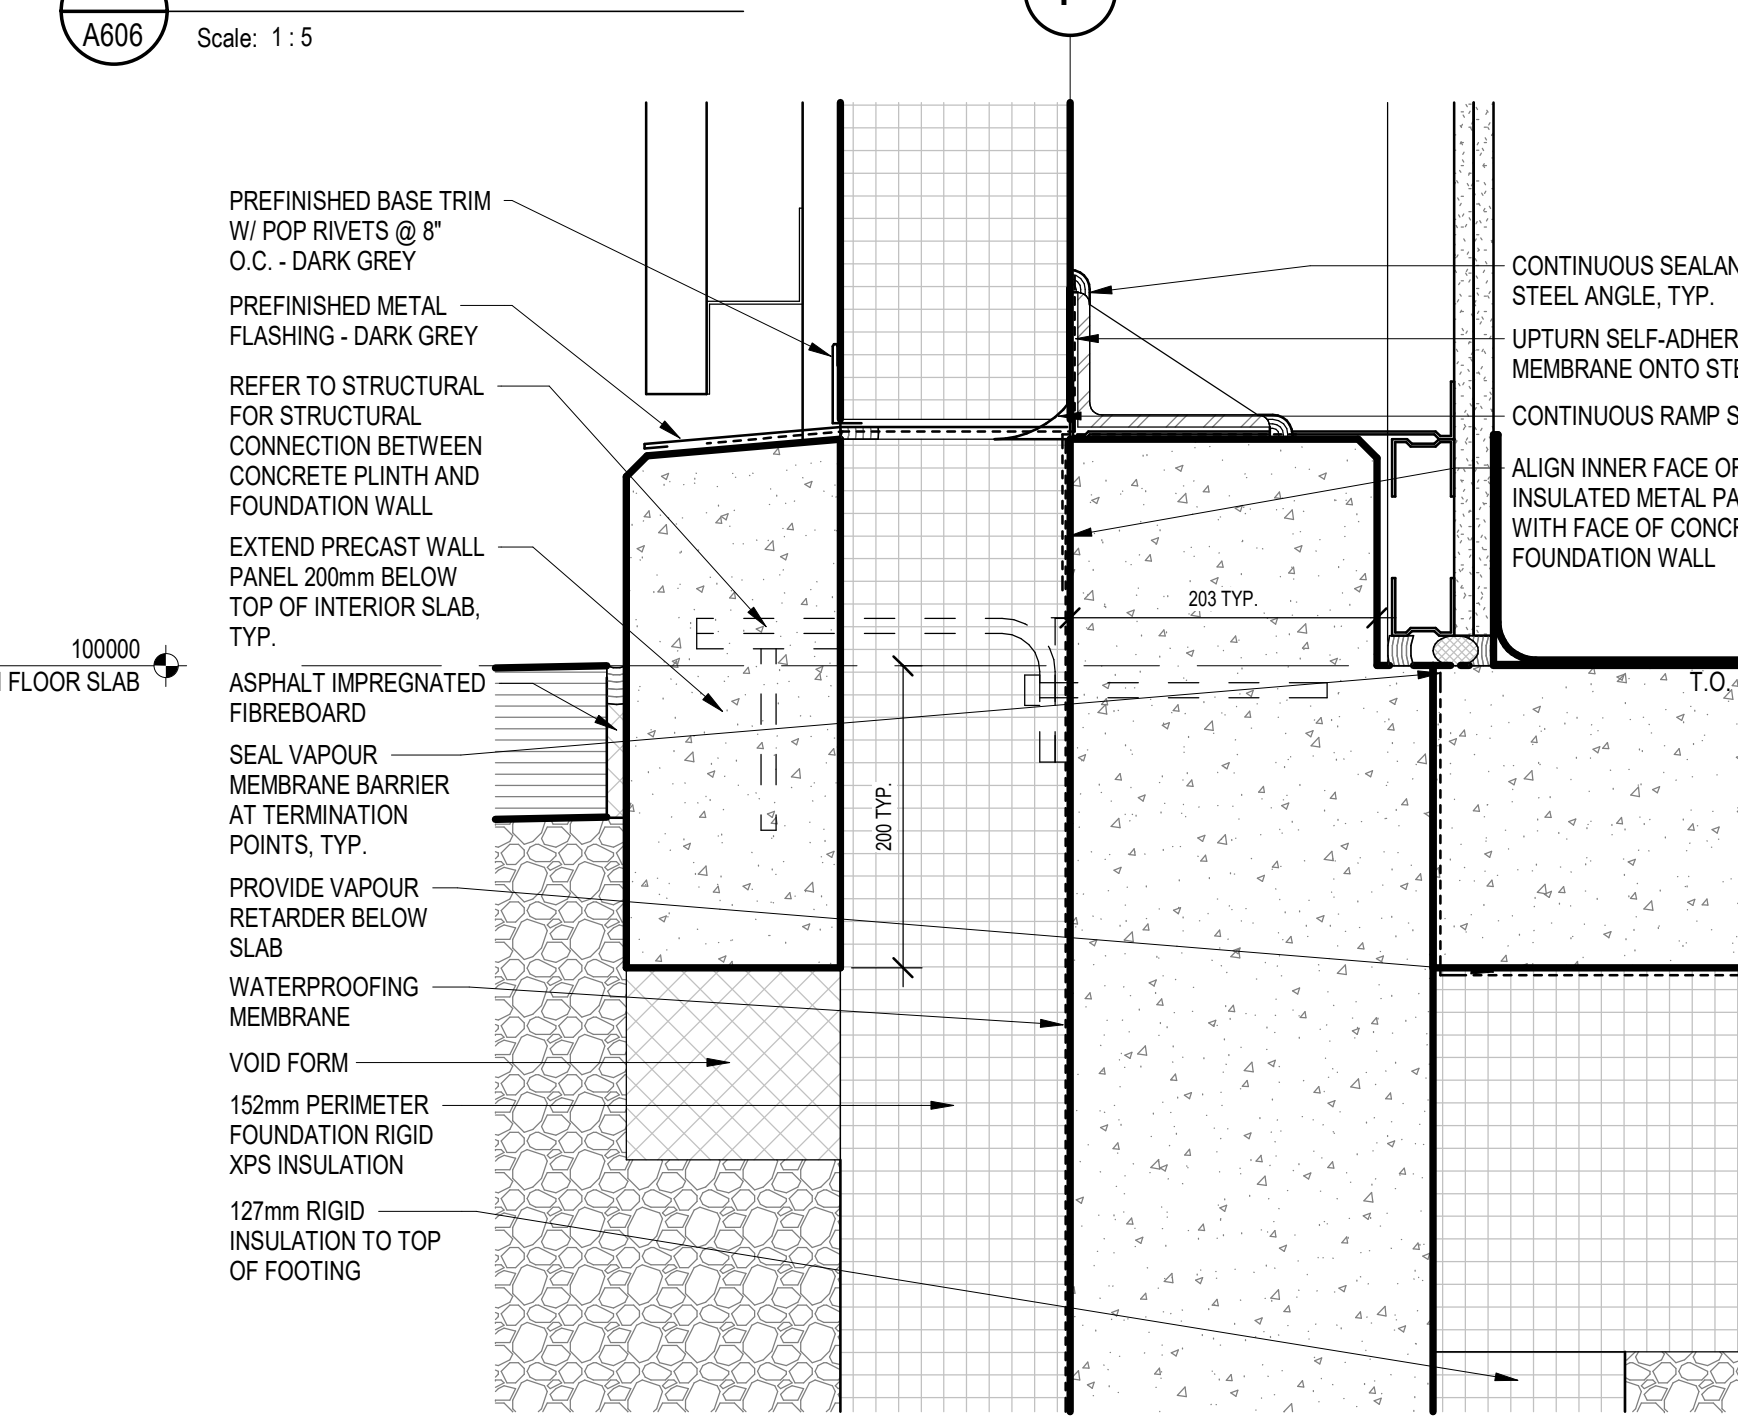 A606
Scale: 1 : 5
PREFINISHED BASE TRIM
W/ POP RIVETS @ 8"
O.C. - DARK GREY
PREFINISHED METAL
FLASHING - DARK GREY
REFER TO STRUCTURAL
FOR STRUCTURAL
CONNECTION BETWEEN
CONCRETE PLINTH AND
FOUNDATION WALL
EXTEND PRECAST WALL
PANEL 200mm BELOW
TOP OF INTERIOR SLAB,
TYP.
100000
FLOOR SLAB
ASPHALT IMPREGNATED
FIBREBOARD
SEAL VAPOUR
MEMBRANE BARRIER
AT TERMINATION
POINTS, TYP.
PROVIDE VAPOUR
RETARDER BELOW
SLAB
WATERPROOFING
MEMBRANE
VOID FORM
152mm PERIMETER
FOUNDATION RIGID
XPS INSULATION
127mm RIGID
INSULATION TO TOP
OF FOOTING
200 TYP.
203 TYP.
CONTINUOUS SEALAN
STEEL ANGLE, TYP.
UPTURN SELF-ADHER
MEMBRANE ONTO STE
CONTINUOUS RAMP S
ALIGN INNER FACE OF
INSULATED METAL PA
WITH FACE OF CONCR
FOUNDATION WALL
T.O.